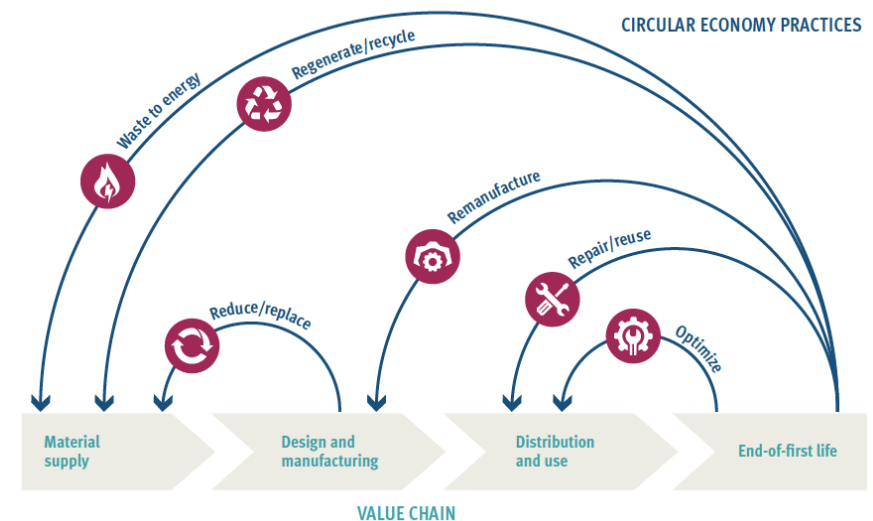 CIRCULAR ECONOMY PRACTICES
Waste to energy
Regenerate/recycle
Remanufacture
Repair/reuse
Reduce/replace
Optimize
Material
supply
Design and
manufacturing
Distribution
and use
End-of-first life
VALUE CHAIN